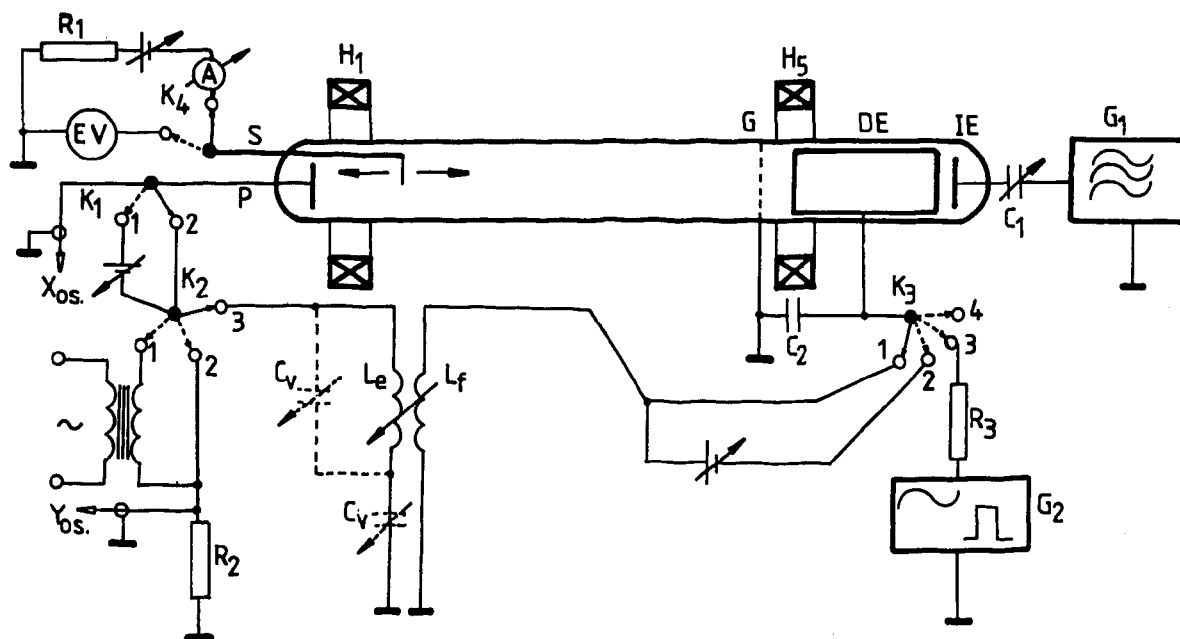 R1
A
K4
EV
S
P
K1
1
2
Xos.
K2
3
1
2
~
Yos.
R2
H1
H5
G
DE
IE
G1
C1
Cv
Le
Lf
Cv
C2
K3
4
3
1
2
R3
G2